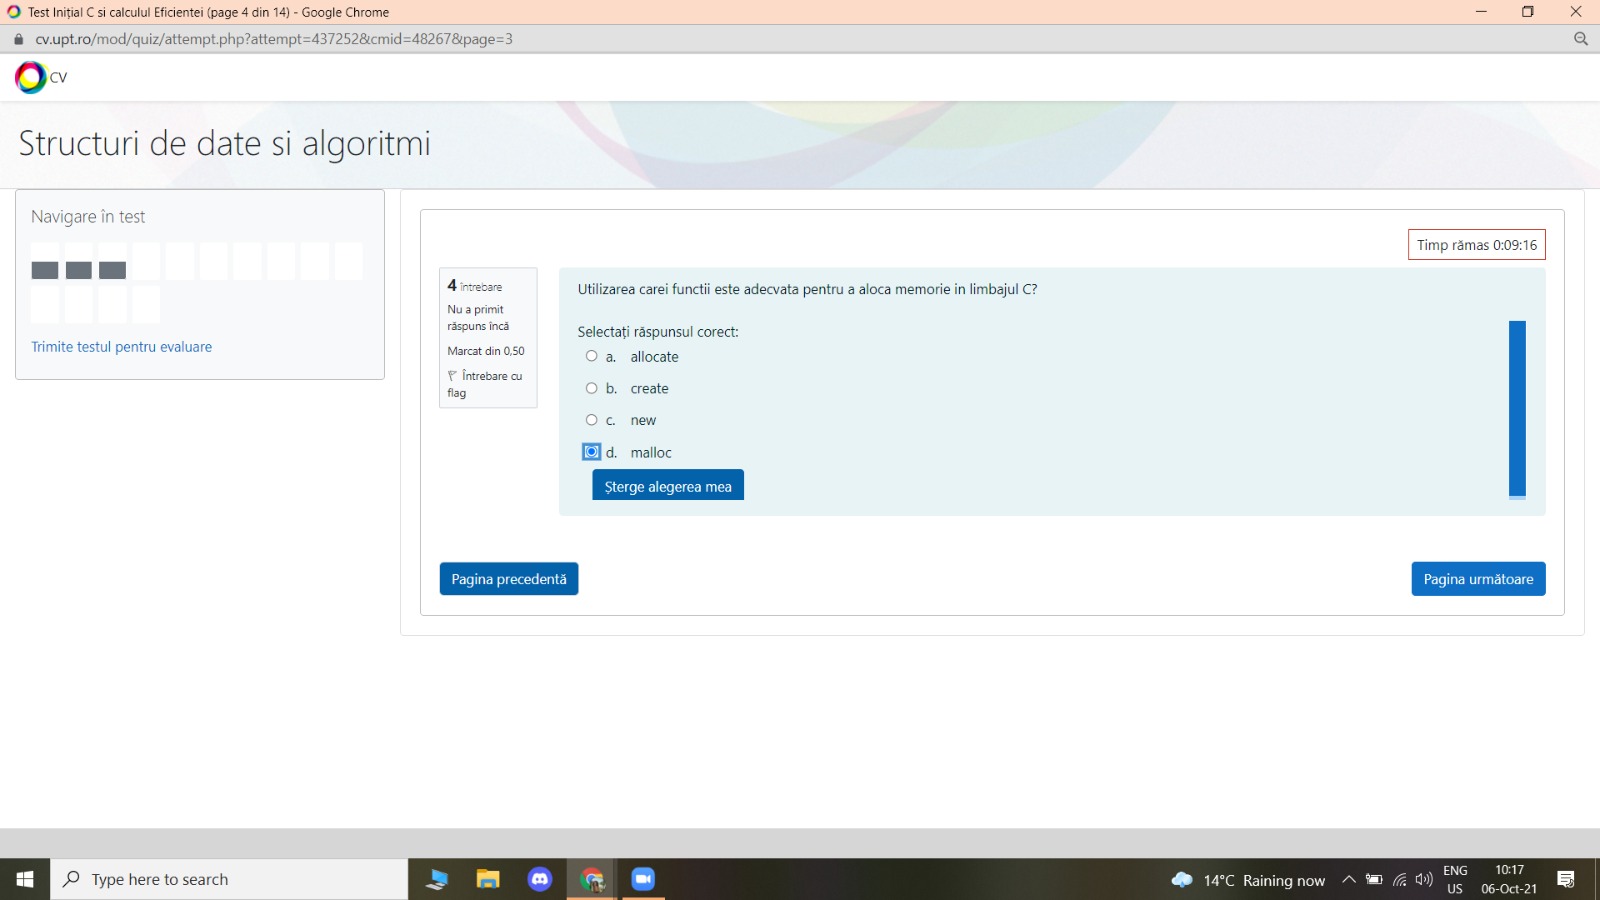 Test Inițial C si calculul Eficientei (page 4 din 14) - Google Chrome
cv.upt.ro/mod/quiz/attempt.php?attempt=437252&cmid=48267&page=3
CV
Structuri de date si algoritmi
Navigare în test
Trimite testul pentru evaluare
Timp rămas 0:09:16
4 întrebare
Nu a primit
răspuns încă
Marcat din 0,50
Întrebare cu
flag
Utilizarea carei functii este adecvata pentru a aloca memorie in limbajul C?
Selectați răspunsul corect:
a. allocate
b. create
c. new
d. malloc
Șterge alegerea mea
Pagina precedentă
Pagina următoare
Type here to search
14°C Raining now
ENG
US
10:17
06-Oct-21